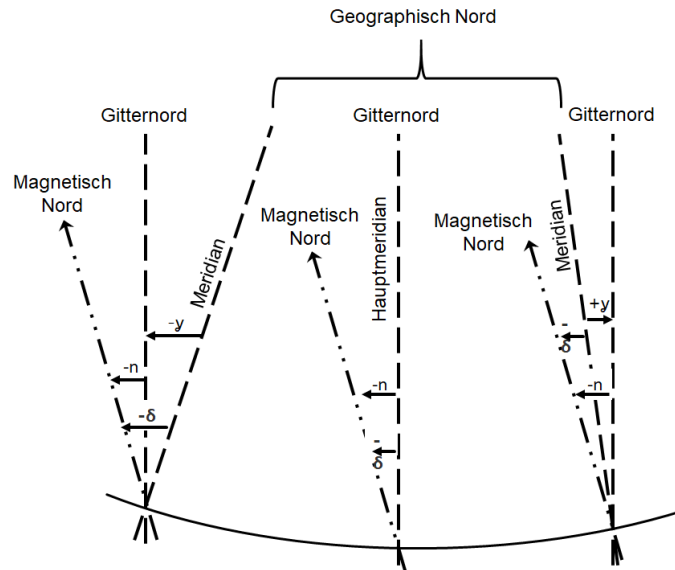 Geographisch Nord
Gitternord
Gitternord
Gitternord
Magnetisch
Nord
Magnetisch
Nord
Magnetisch
Nord
Meridian
Hauptmeridian
Meridian
-y
+y
-
δ
-n
-n
-n
-δ
-
δ